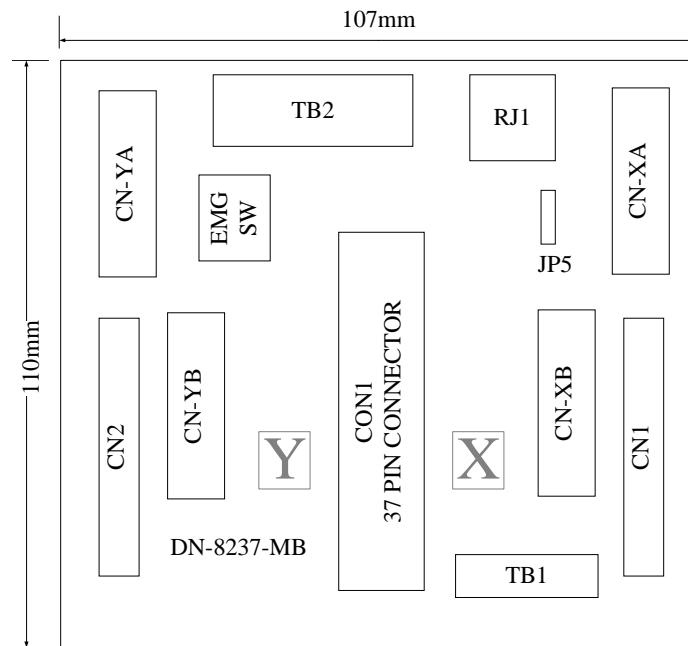 107mm
110mm
TB2
RJ1
CN-YA
CN-XA
EMG
SW
JP5
CON1
37 PIN CONNECTOR
CN-YB
CN-XB
CN2
CN1
Y
X
DN-8237-MB
TB1